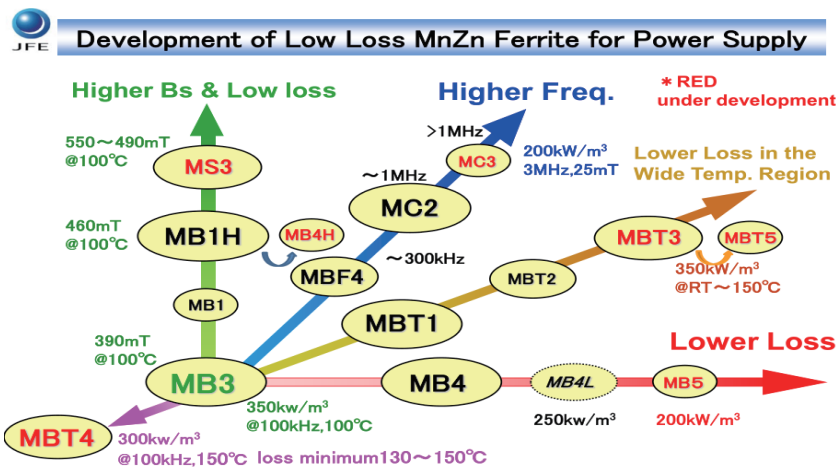 JFE
Development of Low Loss MnZn Ferrite for Power Supply
Higher Bs & Low loss
Higher Freq.
* RED
under development
550～490mT
@100℃
MS3
>1MHz
MC3
200kW/m³
3MHz,25mT
Lower Loss in the
Wide Temp. Region
～1MHz
MC2
460mT
@100℃
MB1H
MB4H
MBT3
MBT5
～300kHz
MBF4
MBT2
350kW/m³
@RT～150℃
MB1
MBT1
390mT
@100℃
Lower Loss
MB3
MB4
MB4L
MB5
350kw/m³
@100kHz,100℃
250kw/m³
200kW/m³
MBT4
300kw/m³
@100kHz,150℃
loss minimum130～150℃